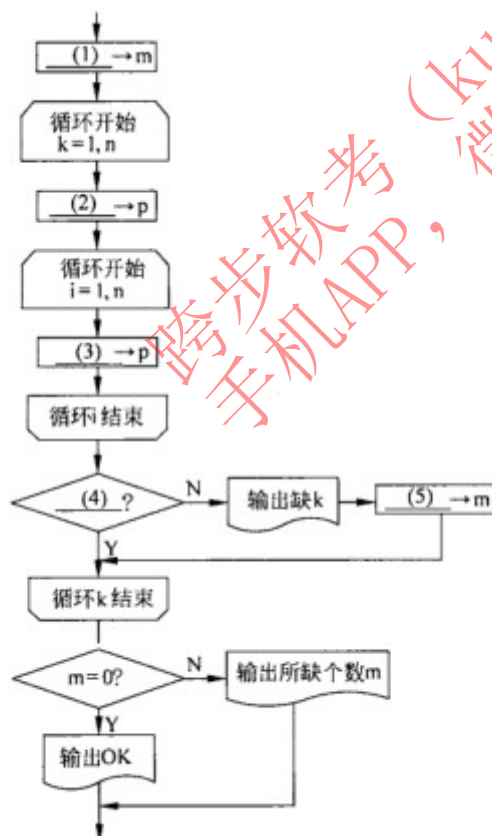 (1) →m
循环开始
k=1,n
(2) →p
循环开始
i=1,n
(3) →p
循环i结束
(4) ?
N
输出缺k
(5) →m
Y
循环k结束
m=0?
N
输出所缺个数m
Y
输出OK
跨步软考 (ku
手机APP, 微